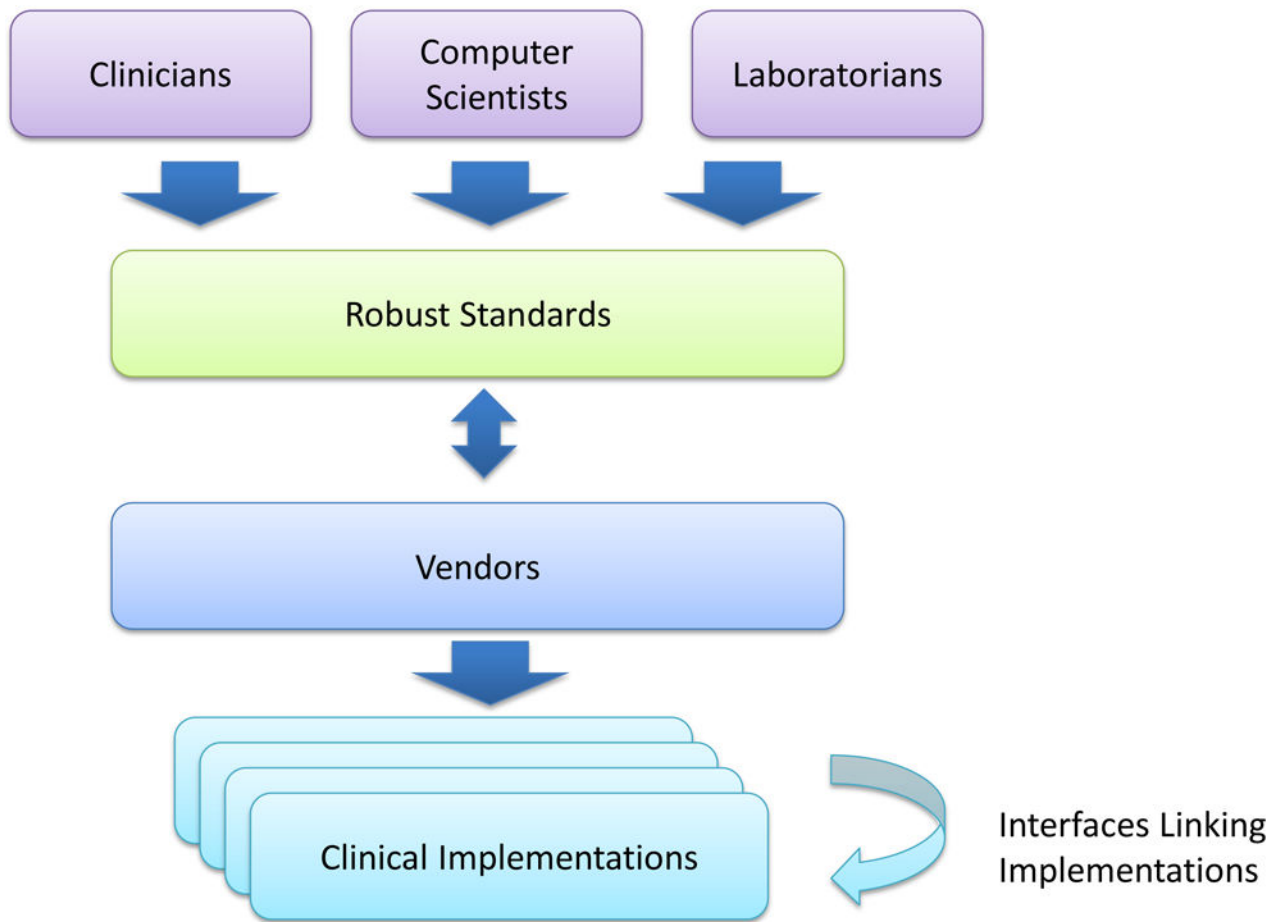 Clinicians
Computer
Scientists
Laboratorians
Robust Standards
Vendors
Clinical Implementations
Interfaces Linking
Implementations